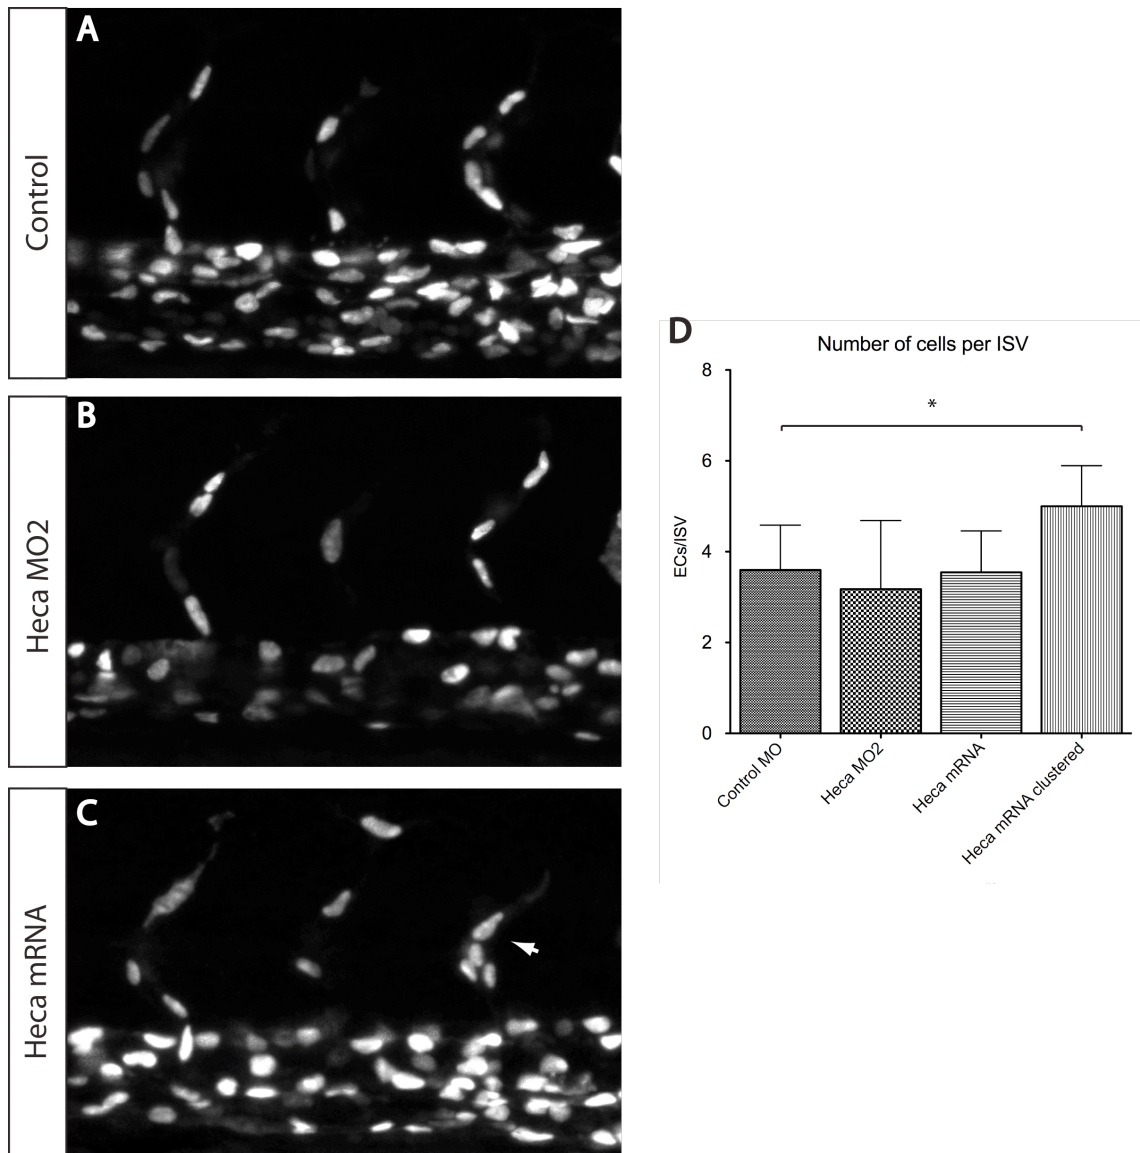 A
Control
B
Heca MO2
C
Heca mRNA
D
Number of cells per ISV
*
8
6
4
2
0
ECs/ISV
Control MO
Heca MO2
Heca mRNA
Heca mRNA clustered